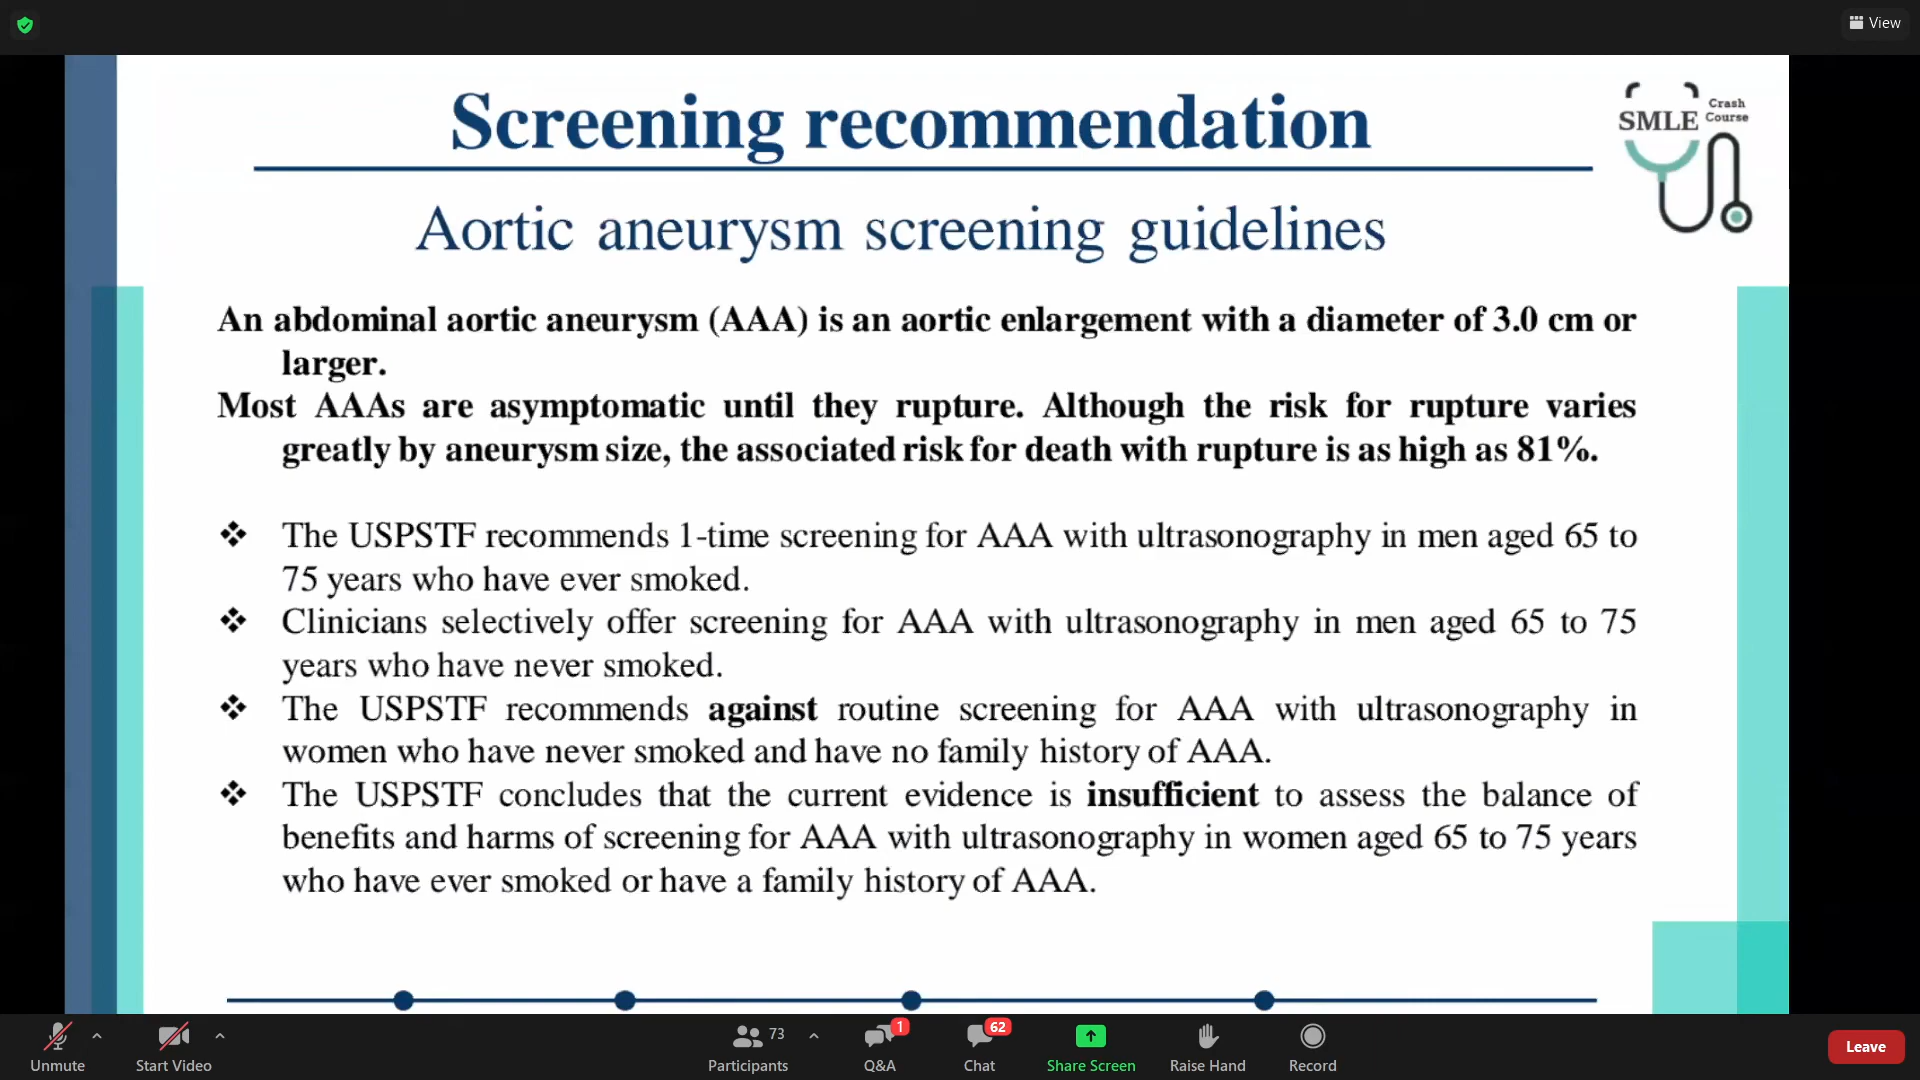 View
Screening recommendation
SMLE Crash Course
Aortic aneurysm screening guidelines
An abdominal aortic aneurysm (AAA) is an aortic enlargement with a diameter of 3.0 cm or
larger.
Most AAAs are asymptomatic until they rupture. Although the risk for rupture varies
greatly by aneurysm size, the associated risk for death with rupture is as high as 81%.
❖ The USPSTF recommends 1-time screening for AAA with ultrasonography in men aged 65 to
75 years who have ever smoked.
❖ Clinicians selectively offer screening for AAA with ultrasonography in men aged 65 to 75
years who have never smoked.
❖ The USPSTF recommends against routine screening for AAA with ultrasonography in
women who have never smoked and have no family history of AAA.
❖ The USPSTF concludes that the current evidence is insufficient to assess the balance of
benefits and harms of screening for AAA with ultrasonography in women aged 65 to 75 years
who have ever smoked or have a family history of AAA.
73 1 62
Unmute Start Video Participants Q&A Chat Share Screen Raise Hand Record Leave